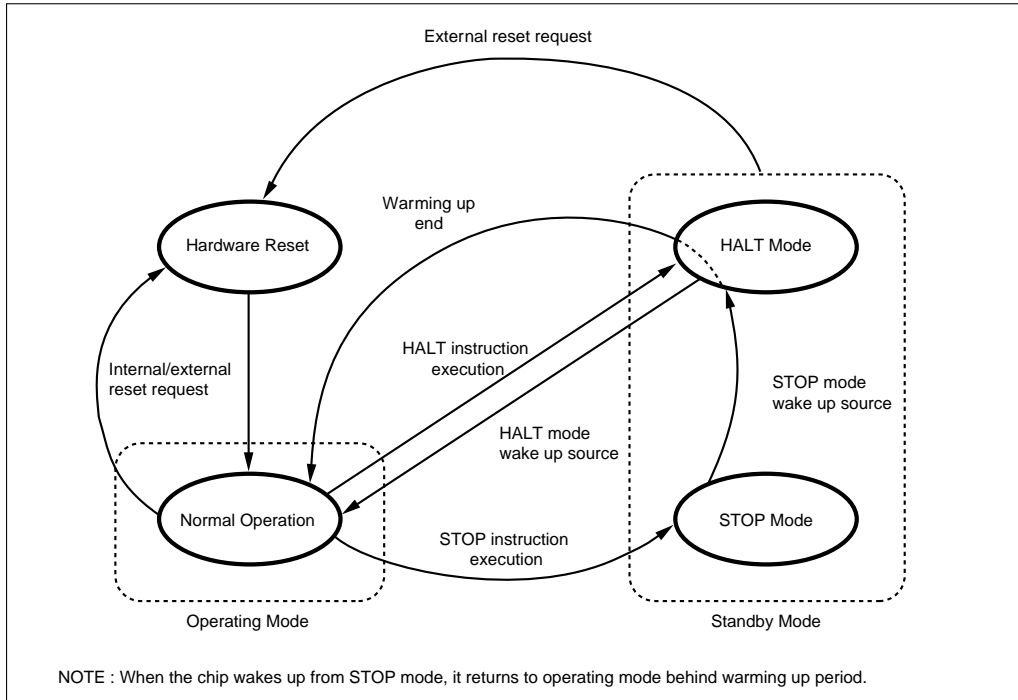 External reset request
Warming up
end
Hardware Reset
HALT Mode
HALT instruction
execution
Internal/external
reset request
STOP mode
wake up source
HALT mode
wake up source
Normal Operation
STOP Mode
STOP instruction
execution
Operating Mode
Standby Mode
NOTE : When the chip wakes up from STOP mode, it returns to operating mode behind warming up period.